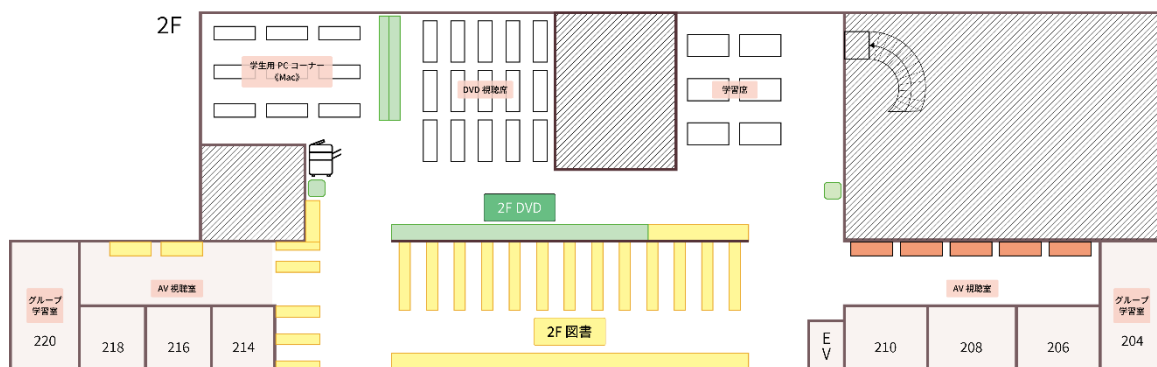 2F
学生用 PC コーナー
《Mac》
DVD 視聴席
学習席
2F DVD
グループ
学習室
220
AV 視聴室
218
216
214
2F 図書
E
V
AV 視聴室
210
208
206
グループ
学習室
204